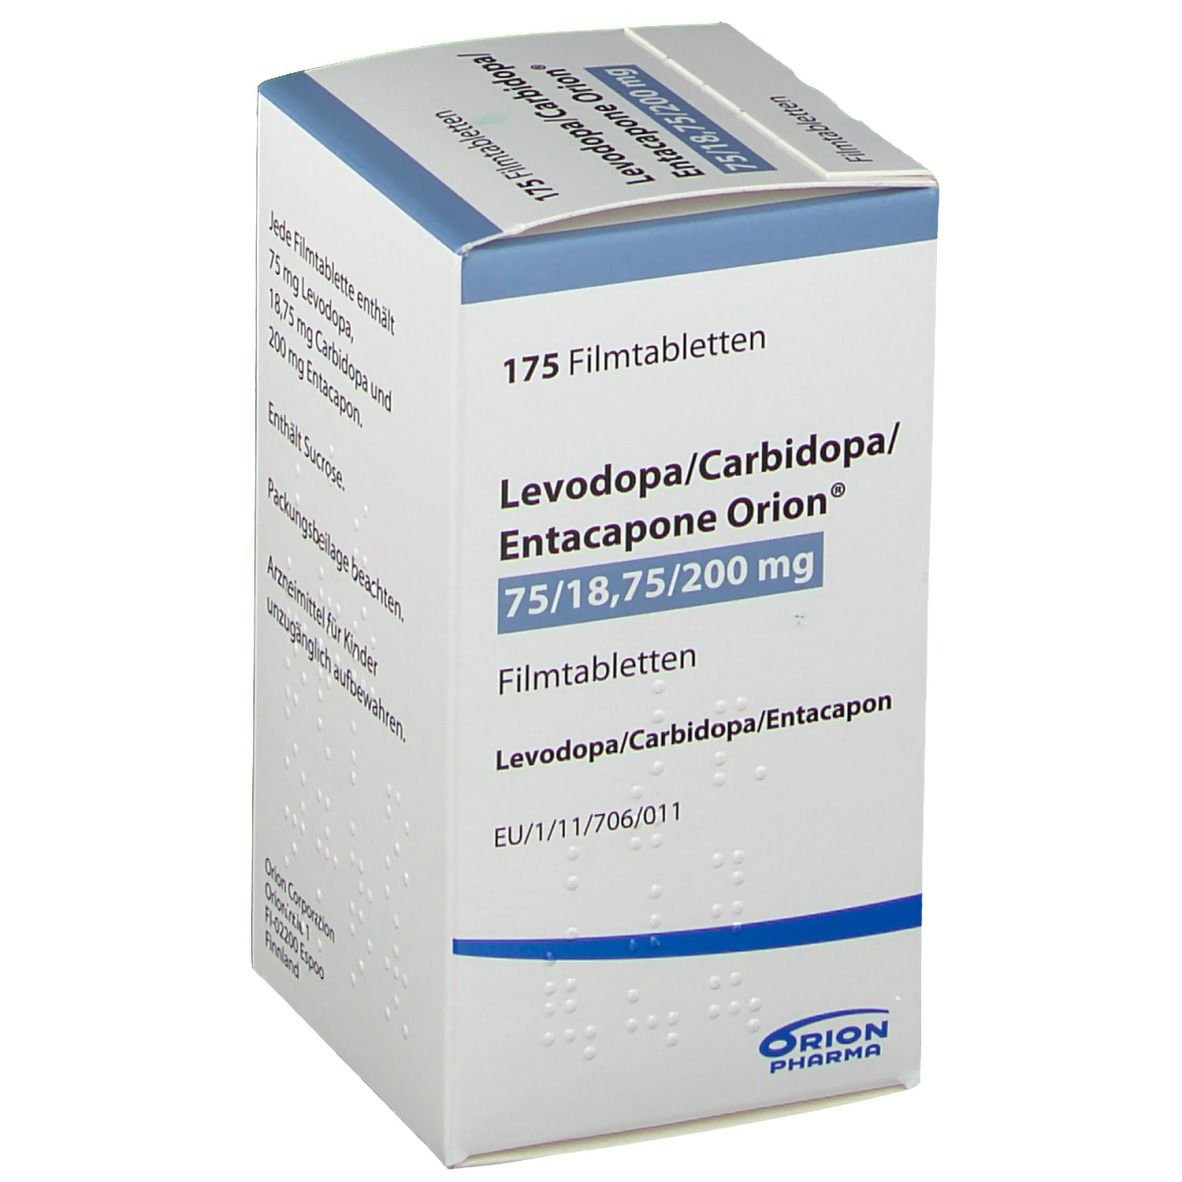 175 Filmtabletten
Levodopa/Carbidopa/
Entacapone Orion®
75/18,75/200 mg
Filmtabletten
175 Filmtabletten
Levodopa/Carbidopa/
Entacapone Orion®
75/18,75/200 mg
Filmtabletten
Levodopa/Carbidopa/Entacapon
EU/1/11/706/011
ORION
PHARMA
Jede Filmtablette enthält
75 mg Levodopa,
18,75 mg Carbidopa und
200 mg Entacapon.
Enthält Sucrose.
Packungsbeilage beachten.
Arzneimittel für Kinder
unzugänglich aufbewahren.
Orion Corporation
1
FI-02200 Espoo
Finnland